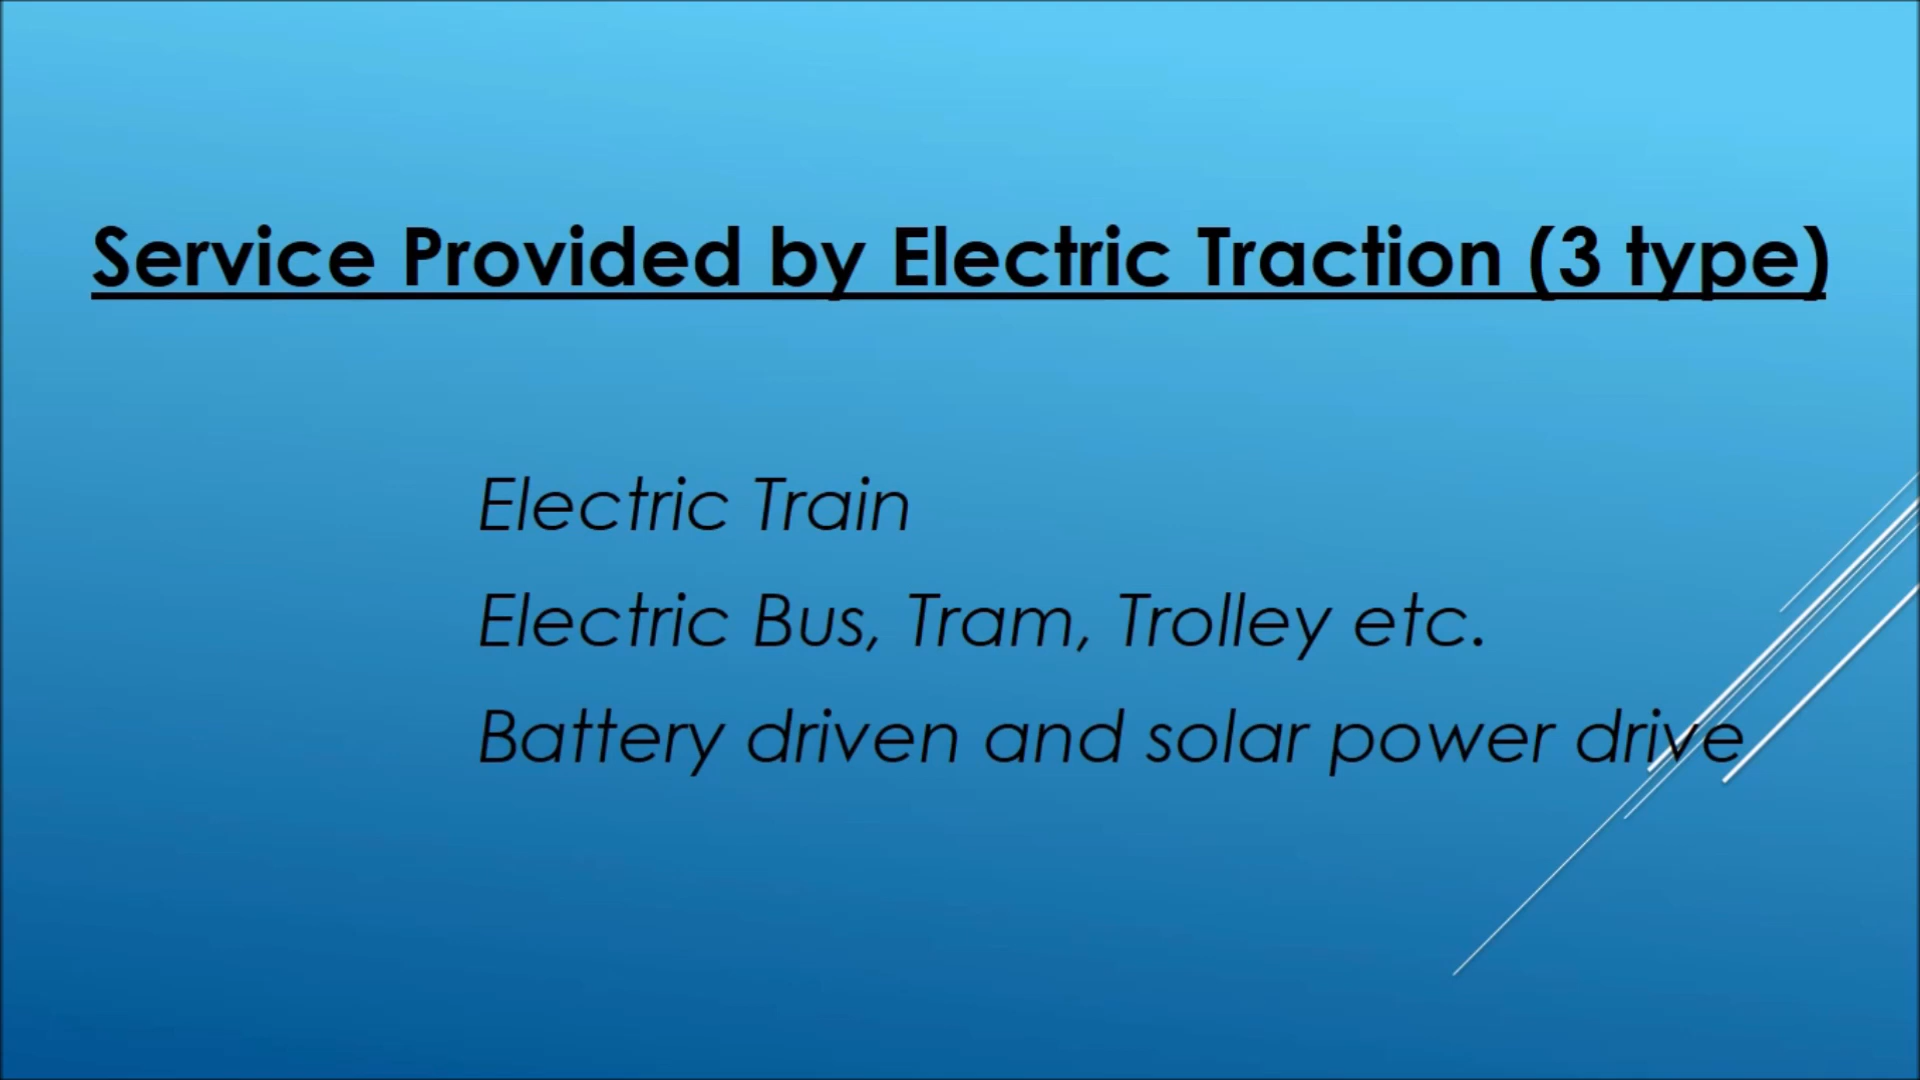 Service Provided by Electric Traction (3 type)
Electric Train
Electric Bus, Tram, Trolley etc.
Battery driven and solar power drive